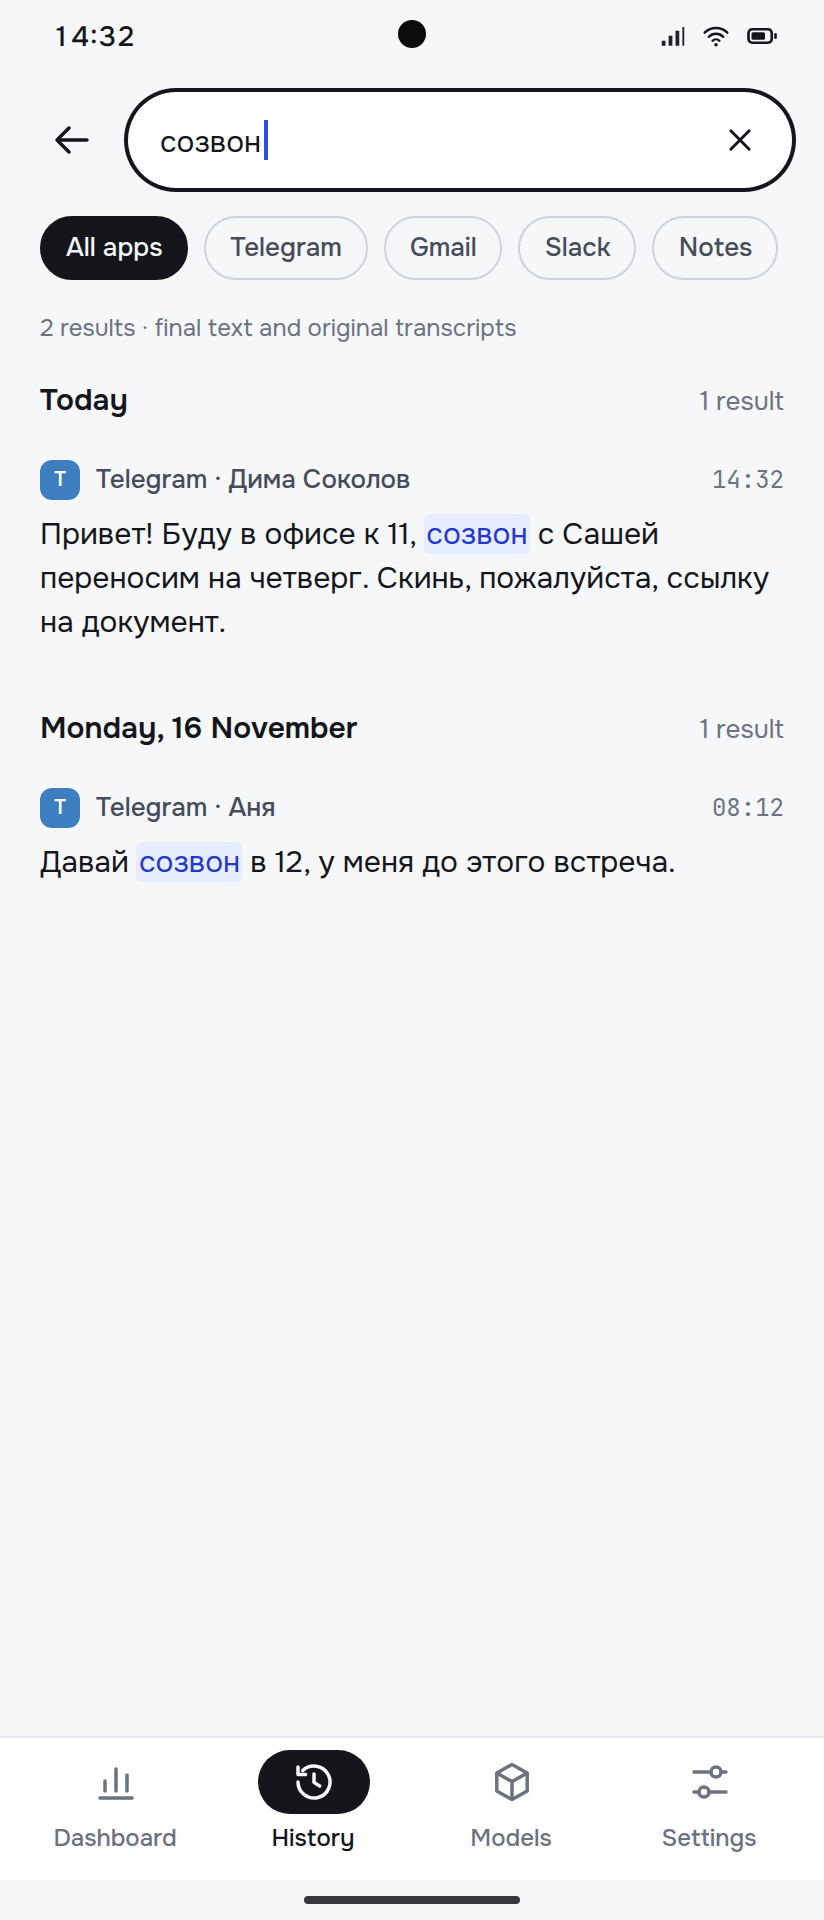 14:32
созвон
All apps
Telegram
Gmail
Slack
Notes
2 results · final text and original transcripts
Today
1 result
T
Telegram · Дима Соколов
14:32
Привет! Буду в офисе к 11, созвон с Сашей
переносим на четверг. Скинь, пожалуйста, ссылку
на документ.
Monday, 16 November
1 result
T
Telegram · Аня
08:12
Давай созвон в 12, у меня до этого встреча.
Dashboard
History
Models
Settings